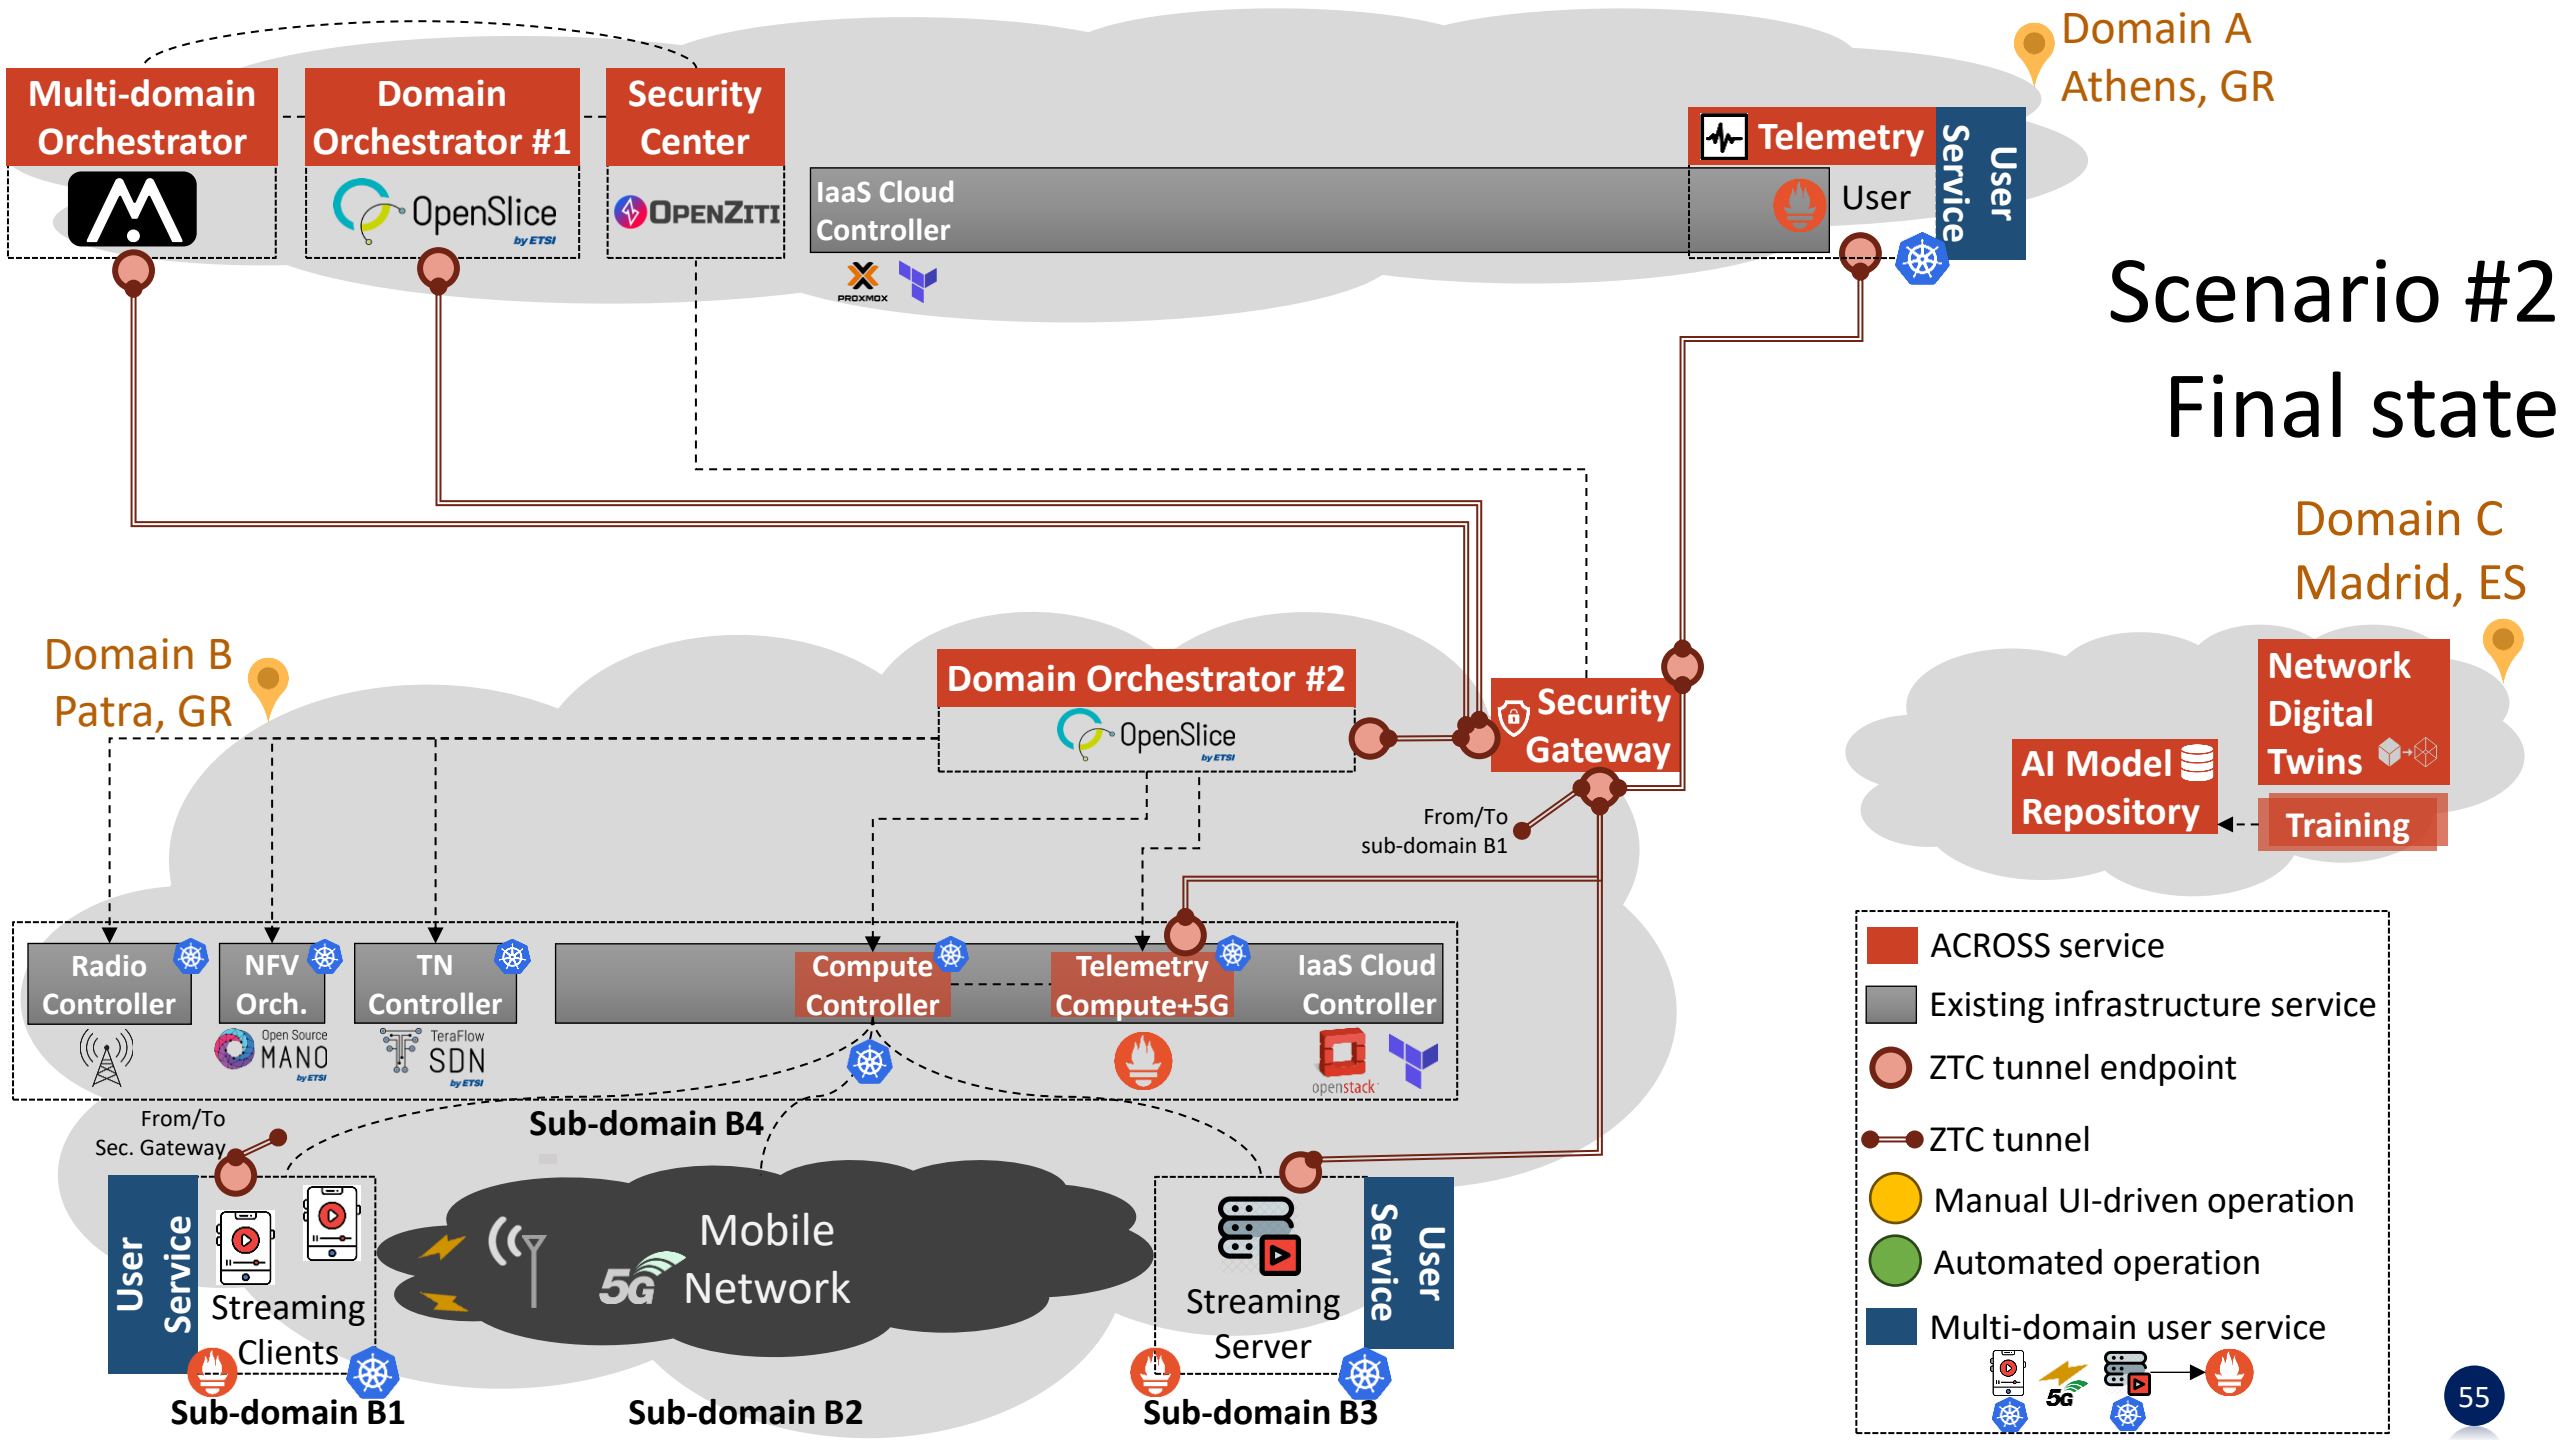 Domain A
Athens, GR
Multi-domain
Orchestrator
Domain
Orchestrator #1
Security
Center
OpenSlice
by ETSI
OPENZITI
IaaS Cloud
Controller
PROXMOX
Telemetry
User
User
Service
Scenario #2
Final state
Domain C
Madrid, ES
Network
Digital
Twins
AI Model
Repository
Training
Domain B
Patra, GR
Domain Orchestrator #2
OpenSlice
by ETSI
Security
Gateway
From/To
sub-domain B1
Radio
Controller
NFV
Orch.
Open Source
MANO
by ETSI
TN
Controller
TeraFlow
SDN
by ETSI
Compute
Controller
Telemetry
Compute+5G
IaaS Cloud
Controller
openstack
Sub-domain B4
From/To
Sec. Gateway
User
Service
Streaming
Clients
Sub-domain B1
5G
Mobile
Network
Sub-domain B2
Streaming
Server
User
Service
Sub-domain B3
ACROSS service
Existing infrastructure service
ZTC tunnel endpoint
ZTC tunnel
Manual UI-driven operation
Automated operation
Multi-domain user service
5G
55